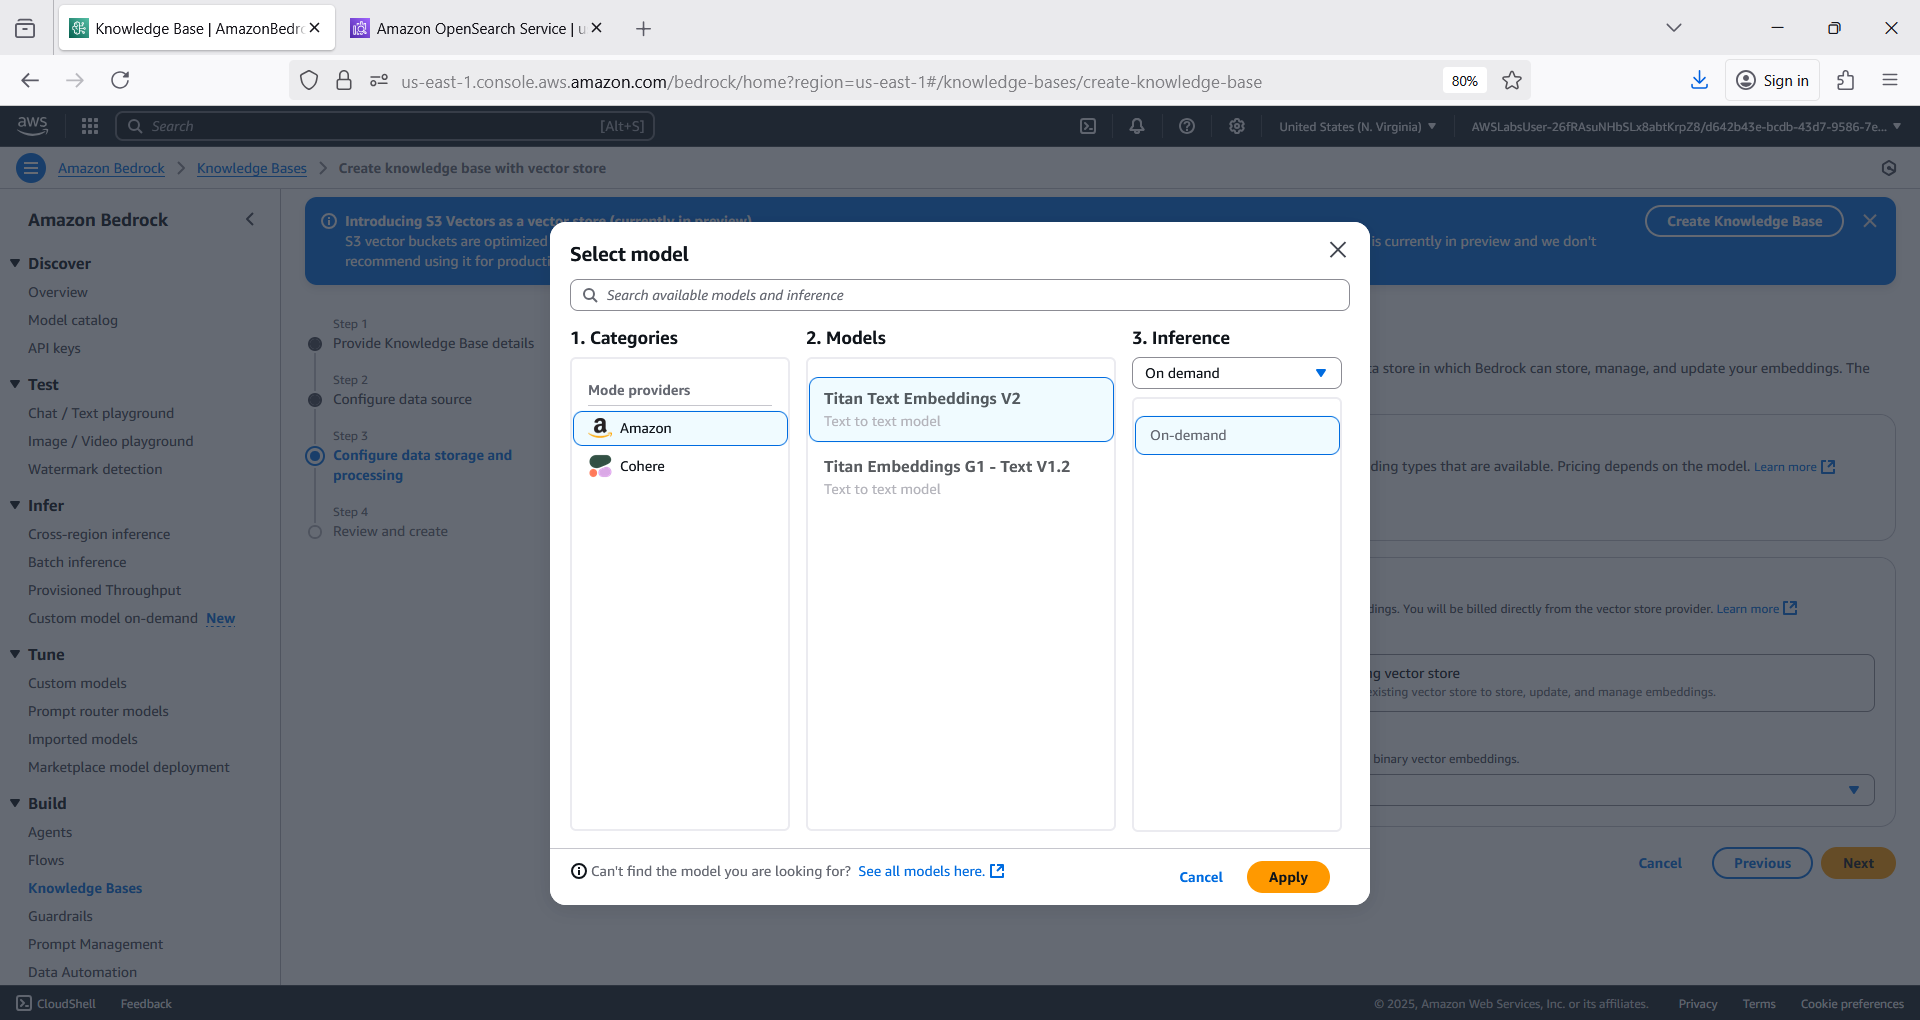 Knowledge Base | AmazonBedro
Amazon OpenSearch Service | u
us-east-1.console.aws.amazon.com/bedrock/home?region=us-east-1#/knowledge-bases/create-knowledge-base
80%
Sign in
aws
Search
[Alt+S]
United States (N. Virginia)
AWSLabsUser-26fRAsuNHbSLx8abtKrpZ8/d642b43e-bcdb-43d7-9586-7e...
Amazon Bedrock
Knowledge Bases
Create knowledge base with vector store
Amazon Bedrock
Discover
Overview
Model catalog
API keys
Test
Chat / Text playground
Image / Video playground
Watermark detection
Infer
Cross-region inference
Batch inference
Provisioned Throughput
Custom model on-demand New
Tune
Custom models
Prompt router models
Imported models
Marketplace model deployment
Build
Agents
Flows
Knowledge Bases
Guardrails
Prompt Management
Data Automation
Introducing S3 Vectors as a vector store (currently in preview)
S3 vector buckets are optimized
is currently in preview and we don't
recommend using it for producti
Create Knowledge Base
Step 1
Provide Knowledge Base details
Step 2
Configure data source
Step 3
Configure data storage and
processing
Step 4
Review and create
a store in which Bedrock can store, manage, and update your embeddings. The
ding types that are available. Pricing depends on the model. Learn more
dings. You will be billed directly from the vector store provider. Learn more
ng vector store
existing vector store to store, update, and manage embeddings.
binary vector embeddings.
Cancel
Previous
Next
Select model
Search available models and inference
1. Categories
Mode providers
Amazon
Cohere
2. Models
Titan Text Embeddings V2
Text to text model
Titan Embeddings G1 - Text V1.2
Text to text model
3. Inference
On demand
On-demand
Can't find the model you are looking for? See all models here.
Cancel
Apply
CloudShell
Feedback
© 2025, Amazon Web Services, Inc. or its affiliates.
Privacy
Terms
Cookie preferences